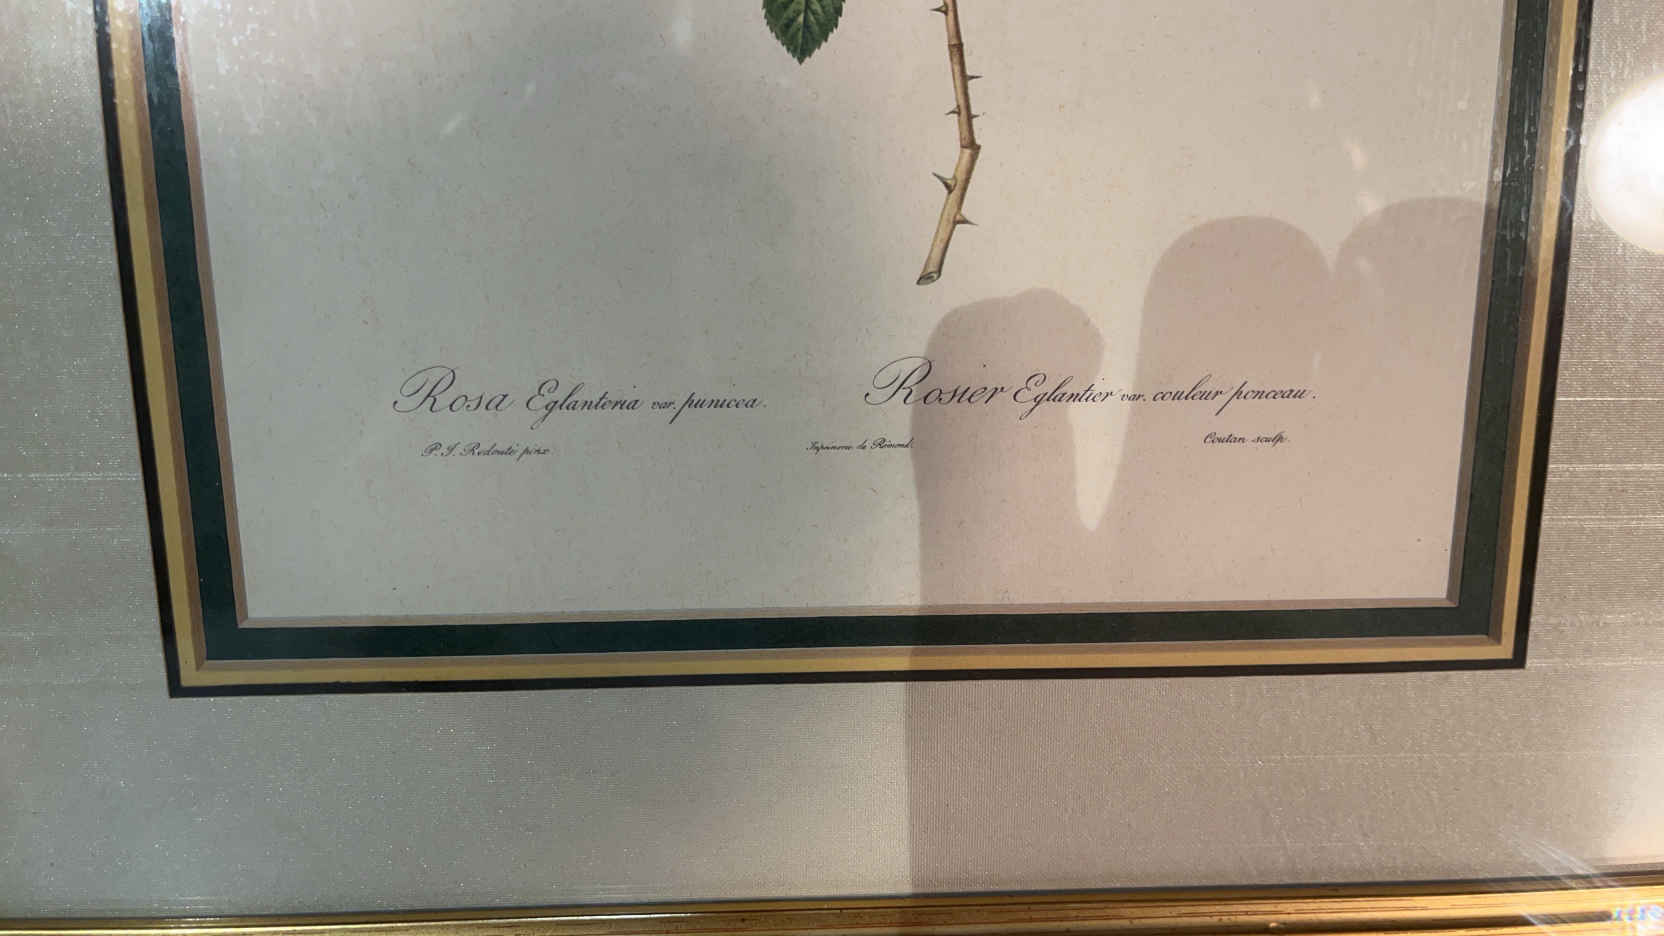 Rosa Eglanteria var. punicea.
Rosier Eglantier var. couleur ponceau.
P. J. Redouté pinx
Imprimerie de Rémond.
Coutan sculp.